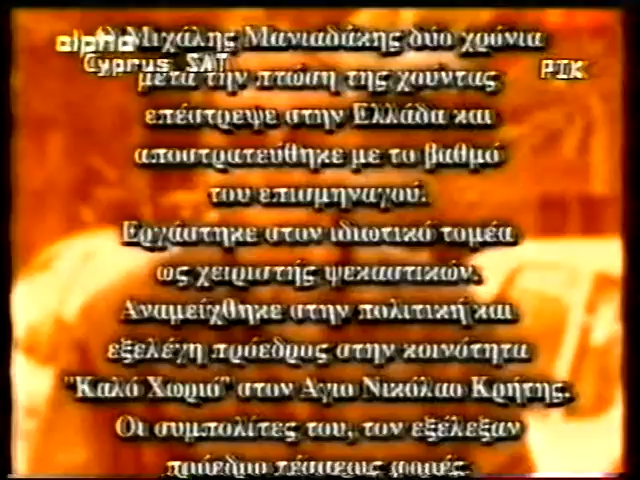 alpha
Cyprus SAT
ΡΙΚ
Ο Μιχάλης Μανιαδάκης δύο χρόνια
μετά την πτώση της χούντας
επέστρεψε στην Ελλάδα και
αποστρατεύθηκε με το βαθμό
του επισμηναγού.
Εργάστηκε στον ιδιωτικό τομέα
ως χειριστής ψεκαστικών.
Αναμείχθηκε στην πολιτική και
εξελέγη πρόεδρος στην κοινότητα
"Καλό Χωριό" στον Αγιο Νικόλαο Κρήτης.
Οι συμπολίτες του, τον εξέλεξαν
πρόεδρο τέσσερις φορές